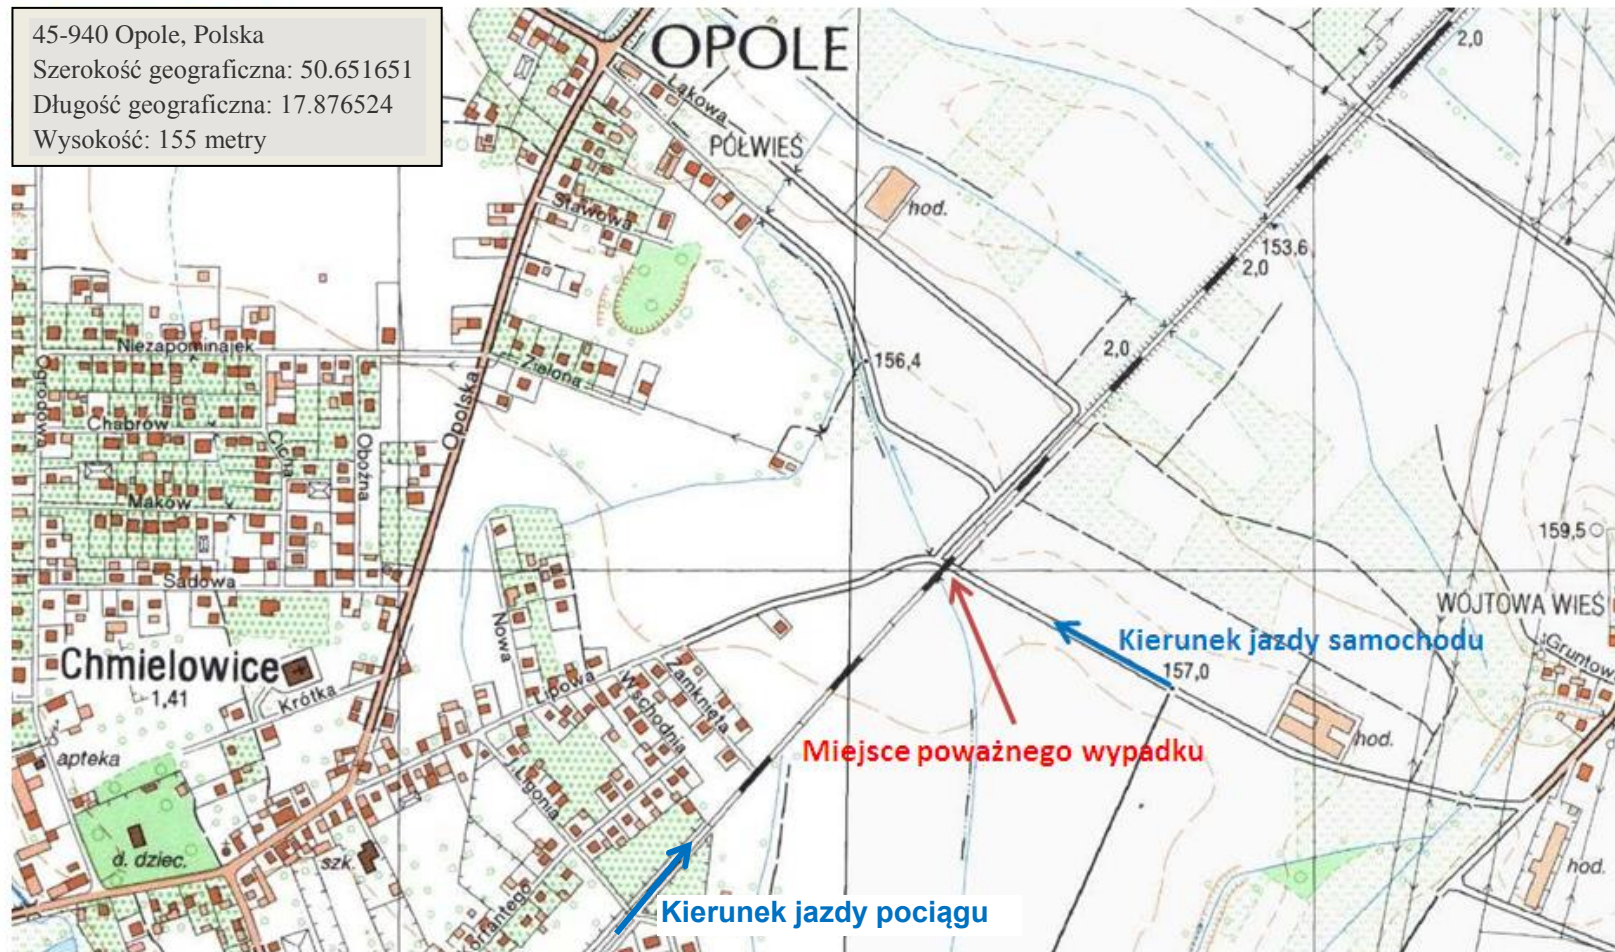 45-940 Opole, Polska
Szerokość geograficzna: 50.651651
Długość geograficzna: 17.876524
Wysokość: 155 metry
OPOLE
2,0
Łąkowa
PÓŁWIEŚ
hod.
Stawowa
153,6
2,0
Niezapominajek
2,0
156,4
Zielona
Ogrodowa
Opolska
Chabrów
Cicha
Oboźna
Maków
159,5
Sadowa
WÓJTOWA WIEŚ
Nowa
Kierunek jazdy samochodu
Gruntowa
Chmielowice
157,0
1,41
Krótka
Lipowa
Zamknięta
Wschodnia
hod.
Miejsce poważnego wypadku
apteka
Ligonia
d. dziec.
szk.
hod.
Kierunek jazdy pociągu
Korfantego